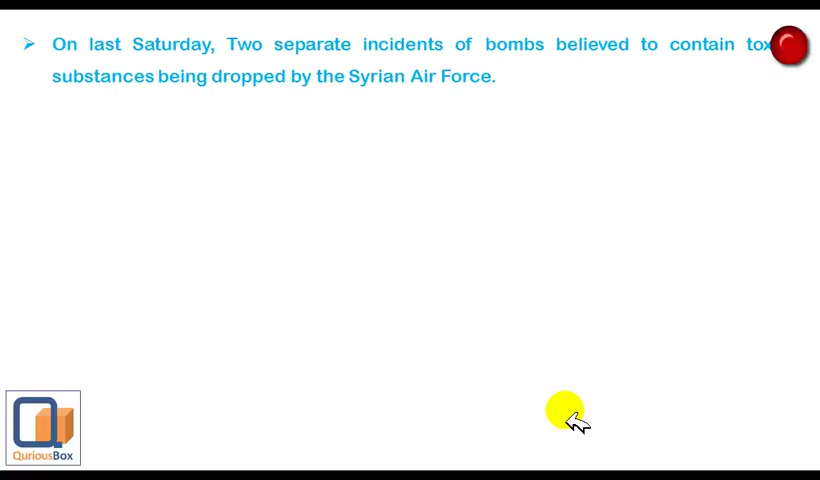 On last Saturday, Two separate incidents of bombs believed to contain
substances being dropped by the Syrian Air Force.
QuriousBox